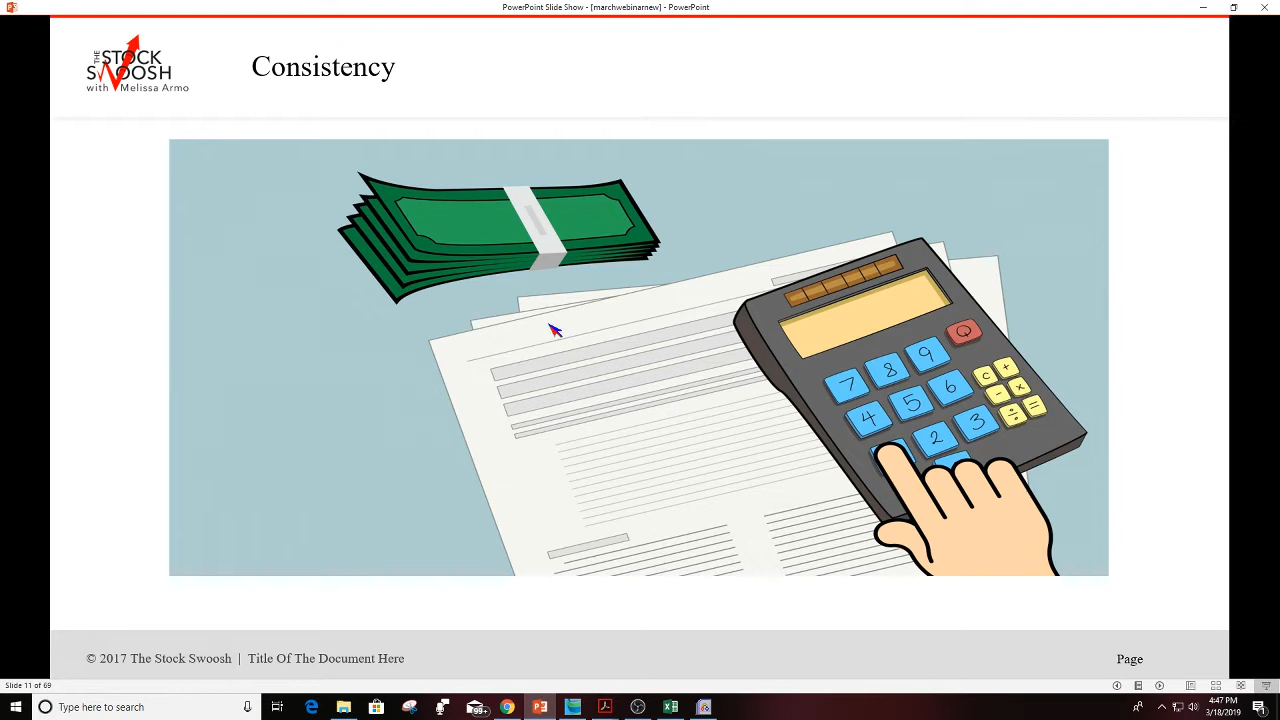 PowerPoint Slide Show - [marchwebinarnew] - PowerPoint
THE STOCK
SWOOSH
with Melissa Armo
Consistency
7 8 9
4 5 6
2 3
C +
- ×
÷ =
© 2017 The Stock Swoosh | Title Of The Document Here
Page
Slide 11 of 69
Type here to search
99+
4:47 PM
3/18/2019